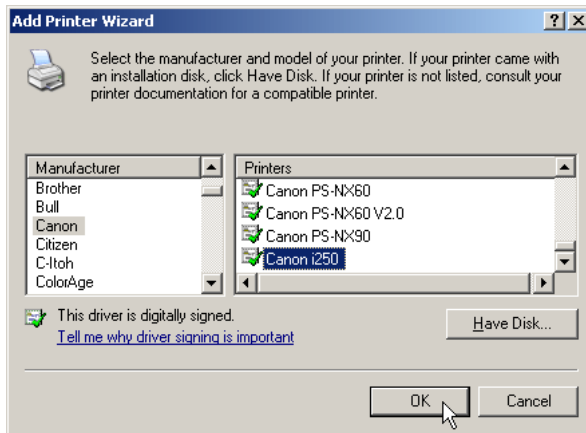 Add Printer Wizard
Select the manufacturer and model of your printer. If your printer came with
an installation disk, click Have Disk. If your printer is not listed, consult your
printer documentation for a compatible printer.
Manufacturer
Brother
Bull
Canon
Citizen
C-Itoh
ColorAge
Printers
Canon PS-NX60
Canon PS-NX60 V2.0
Canon PS-NX90
Canon i250
This driver is digitally signed.
Tell me why driver signing is important
Have Disk...
OK
Cancel